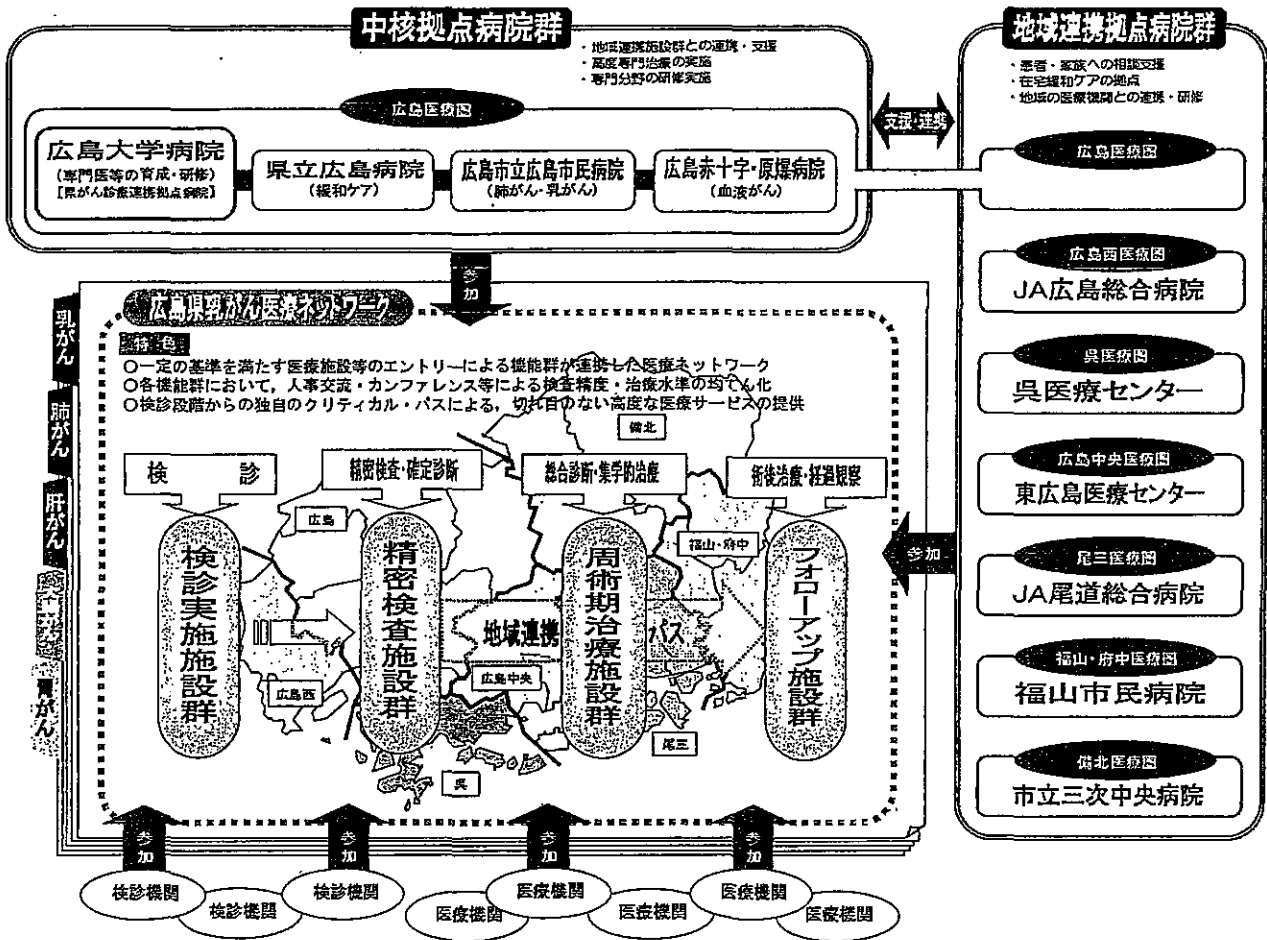 中核拠点病院群
・地域連携施設群との連携・支援
・高度専門治療の実施
・専門分野の研修実施
広島医療圏
広島大学病院
(専門医等の育成・研修)
【県がん診療連携拠点病院】
県立広島病院
(緩和ケア)
広島市立広島市民病院
(肺がん・乳がん)
広島赤十字・原爆病院
(血液がん)
支援・連携
地域連携拠点病院群
・患者・家族への相談支援
・在宅緩和ケアの拠点
・地域の医療機関との連携・研修
広島医療圏
広島西医療圏
JA広島総合病院
呉医療圏
呉医療センター
広島中央医療圏
東広島医療センター
尾三医療圏
JA尾道総合病院
福山・府中医療圏
福山市民病院
備北医療圏
市立三次中央病院
参加
参加
乳がん
肺がん
肝がん
胃がん
広島県乳がん医療ネットワーク
特色
○一定の基準を満たす医療施設等のエントリーによる機能群が連携した医療ネットワーク
○各機能群において，人事交流・カンファレンス等による検査精度・治療水準の均てん化
○検診段階からの独自のクリティカル・パスによる，切れ目のない高度な医療サービスの提供
検診
精密検査・確定診断
総合診断・集学的治療
術後治療・経過観察
検診実施施設群
精密検査施設群
周術期治療施設群
フォローアップ施設群
地域連携
パス
備北
広島
福山・府中
広島西
広島中央
尾三
呉
参加
参加
参加
参加
検診機関
検診機関
検診機関
医療機関
医療機関
医療機関
医療機関
医療機関